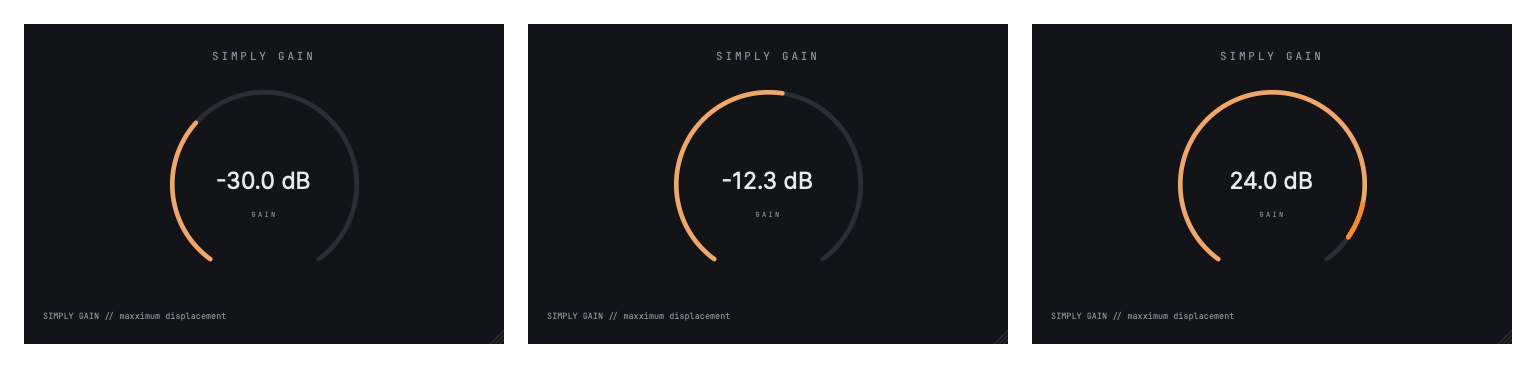 SIMPLY GAIN
-30.0 dB
GAIN
SIMPLY GAIN // maxximum displacement
SIMPLY GAIN
-12.3 dB
GAIN
SIMPLY GAIN // maxximum displacement
SIMPLY GAIN
24.0 dB
GAIN
SIMPLY GAIN // maxximum displacement